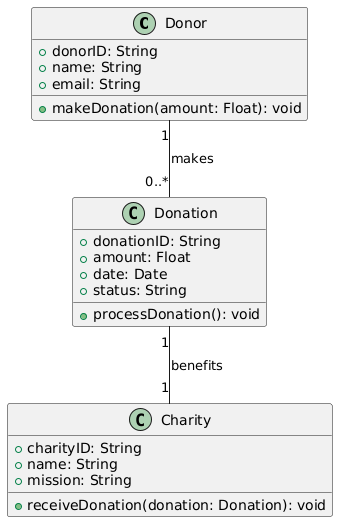 C Donor
donorID: String
name: String
email: String
makeDonation(amount: Float): void
1
makes
0..*
C Donation
donationID: String
amount: Float
date: Date
status: String
processDonation(): void
1
benefits
1
C Charity
charityID: String
name: String
mission: String
receiveDonation(donation: Donation): void